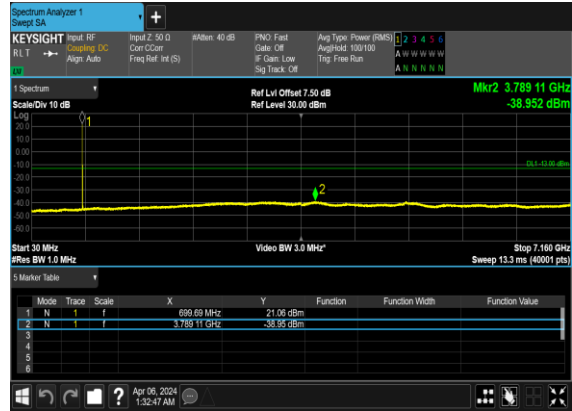 Spectrum Analyzer 1
Swept SA
+
KEYSIGHT Input: RF Input Z: 50 Ω #Atten: 40 dB PNO: Fast Avg Type: Power (RMS) 1 2 3 4 5 6
RLT Coupling: DC Corr CCorr Gate: Off Avg|Hold: 100/100 A W W W W W
Align: Auto Freq Ref: Int (S) IF Gain: Low Trig: Free Run
Sig Track: Off A N N N N N
1 Spectrum Ref Lvl Offset 7.50 dB Mkr2 3.789 11 GHz
Scale/Div 10 dB Ref Level 30.00 dBm -38.952 dBm
Log
1
20.0
10.0
0.00
-10.0
DL1 -13.00 dBm
-20.0
-30.0
2
-40.0
-50.0
-60.0
Start 30 MHz Video BW 3.0 MHz* Stop 7.160 GHz
#Res BW 1.0 MHz Sweep 13.3 ms (40001 pts)
5 Marker Table
Mode Trace Scale X Y Function Function Width Function Value
1 N 1 f 699.69 MHz 21.06 dBm
2 N 1 f 3.789 11 GHz -38.95 dBm
3
4
5
6
? Apr 06, 2024
1:32:47 AM